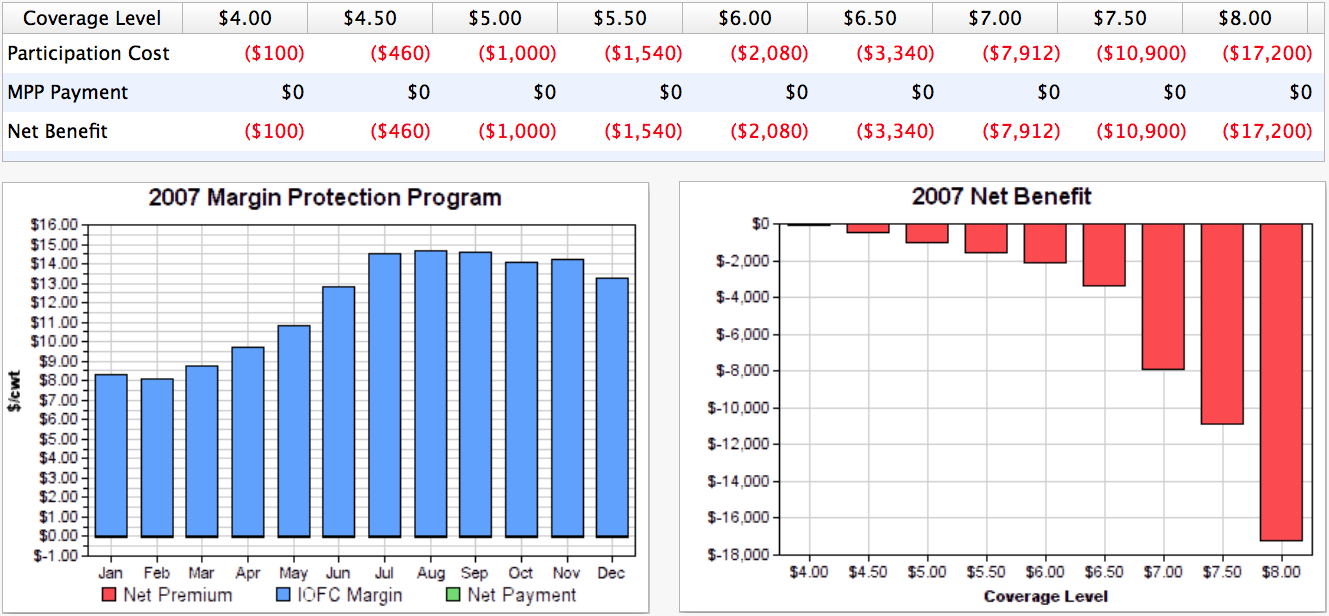 Coverage Level $4.00 $4.50 $5.00 $5.50 $6.00 $6.50 $7.00 $7.50 $8.00
Participation Cost ($100) ($460) ($1,000) ($1,540) ($2,080) ($3,340) ($7,912) ($10,900) ($17,200)
MPP Payment $0 $0 $0 $0 $0 $0 $0 $0 $0
Net Benefit ($100) ($460) ($1,000) ($1,540) ($2,080) ($3,340) ($7,912) ($10,900) ($17,200)
2007 Margin Protection Program
$16.00
$15.00
$14.00
$13.00
$12.00
$11.00
$10.00
$9.00
$8.00
$7.00
$6.00
$5.00
$4.00
$3.00
$2.00
$1.00
$0.00
$-1.00
$/cwt
Jan Feb Mar Apr May Jun Jul Aug Sep Oct Nov Dec
Net Premium IOFC Margin Net Payment
2007 Net Benefit
$0
$-2,000
$-4,000
$-6,000
$-8,000
$-10,000
$-12,000
$-14,000
$-16,000
$-18,000
$4.00 $4.50 $5.00 $5.50 $6.00 $6.50 $7.00 $7.50 $8.00
Coverage Level